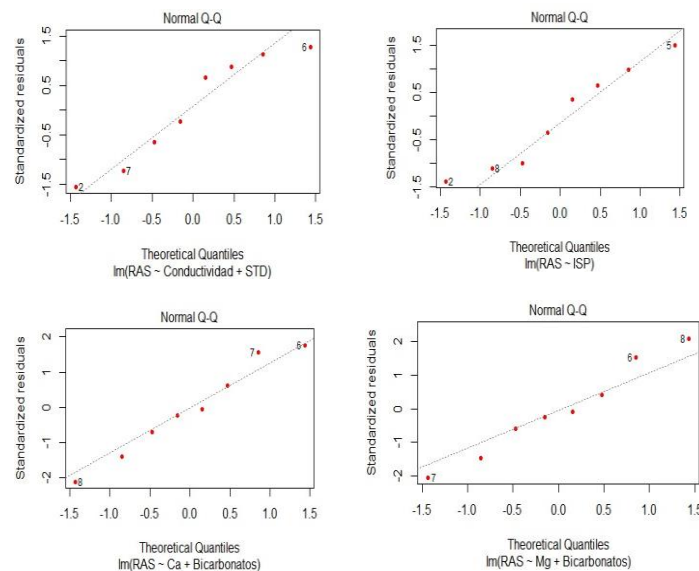 Normal Q-Q
Standardized residuals
1.5
0.5
-0.5
-1.5
2
7
6
-1.5 -1.0 -0.5 0.0 0.5 1.0 1.5
Theoretical Quantiles
lm(RAS ~ Conductividad + STD)
Normal Q-Q
Standardized residuals
1.5
0.5
-0.5
-1.5
2
8
5
-1.5 -1.0 -0.5 0.0 0.5 1.0 1.5
Theoretical Quantiles
lm(RAS ~ ISP)
Normal Q-Q
Standardized residuals
2
1
0
-1
-2
8
7
6
-1.5 -1.0 -0.5 0.0 0.5 1.0 1.5
Theoretical Quantiles
lm(RAS ~ Ca + Bicarbonatos)
Normal Q-Q
Standardized residuals
2
1
0
-1
-2
7
6
8
-1.5 -1.0 -0.5 0.0 0.5 1.0 1.5
Theoretical Quantiles
lm(RAS ~ Mg + Bicarbonatos)